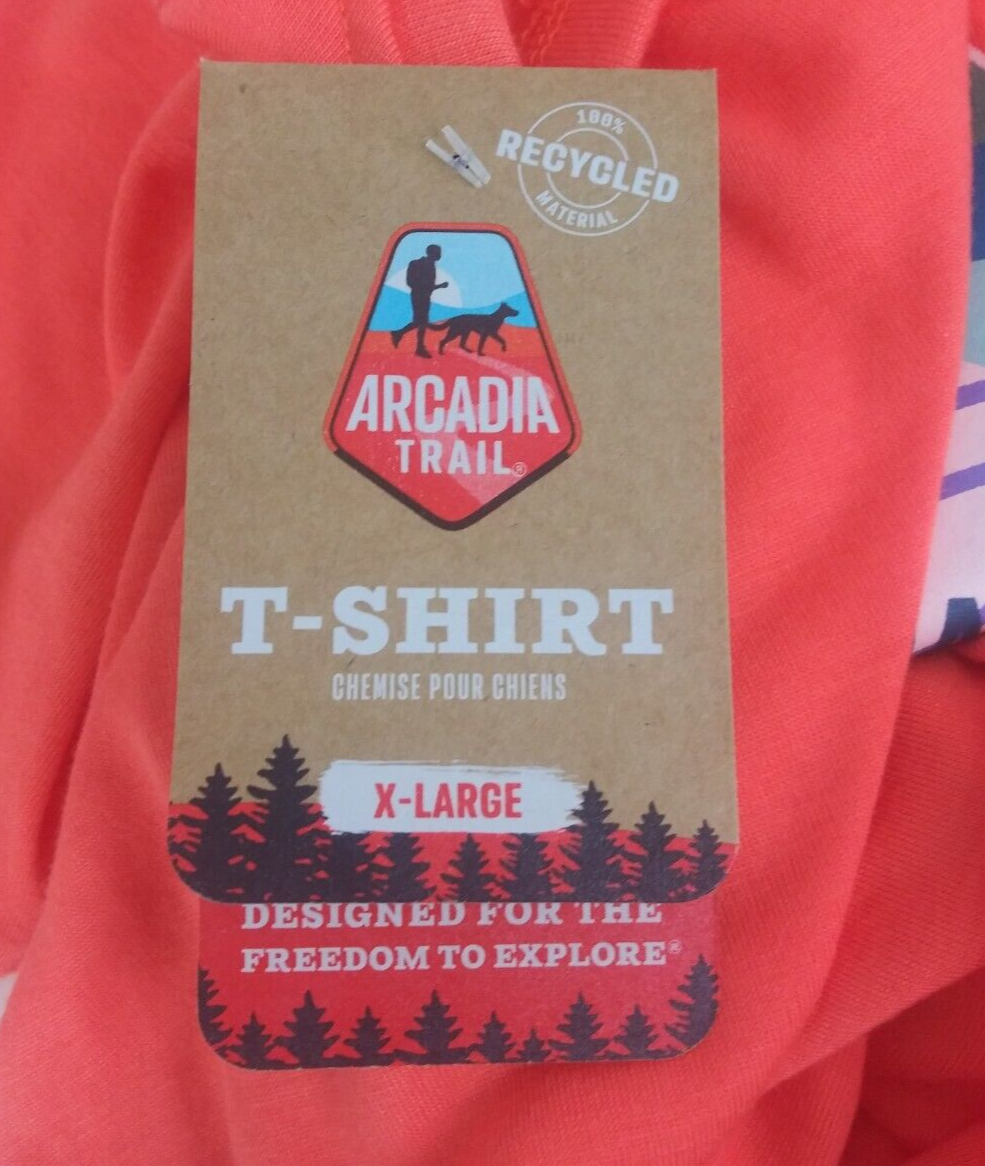 100%
RECYCLED
MATERIAL
ARCADIA
TRAIL®
T-SHIRT
CHEMISE POUR CHIENS
X-LARGE
DESIGNED FOR THE
FREEDOM TO EXPLORE®